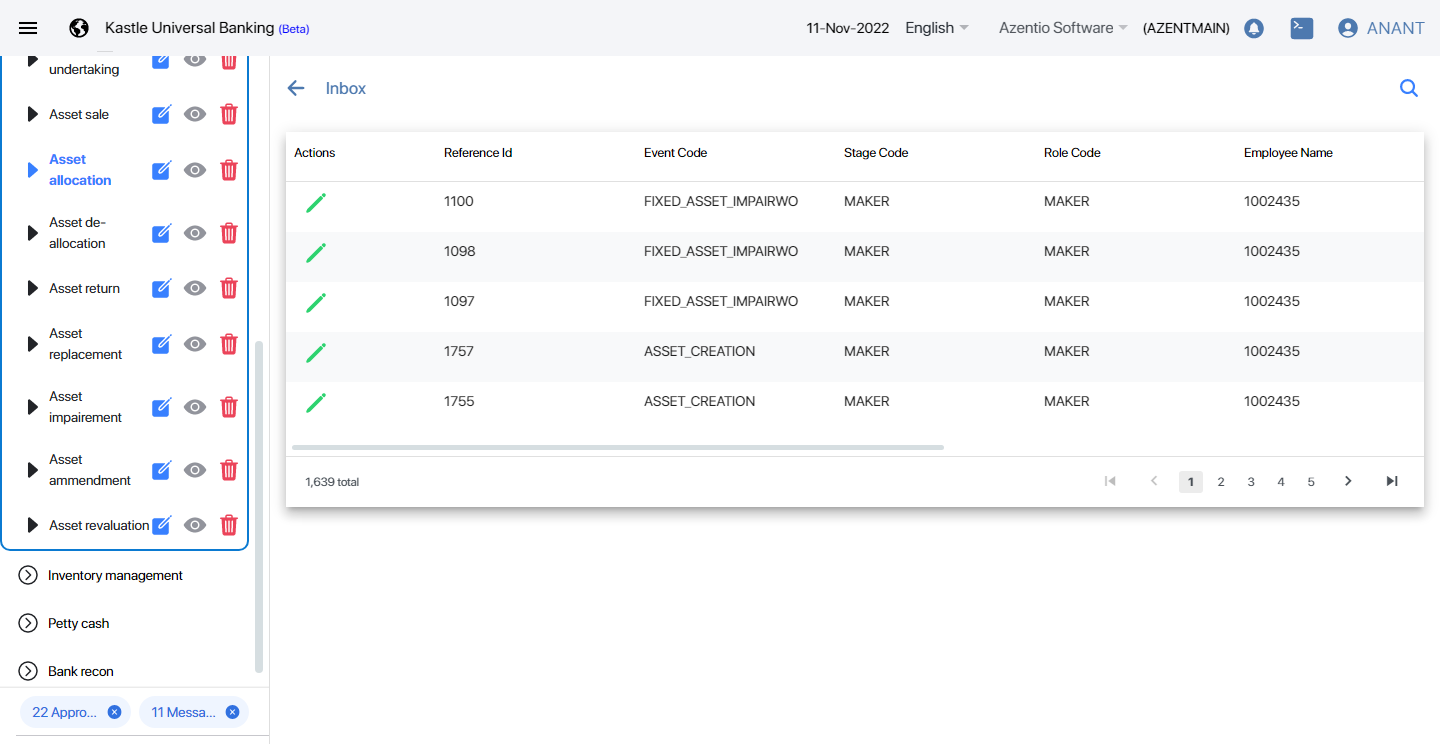 Kastle Universal Banking (Beta)
11-Nov-2022
English
Azentio Software
(AZENTMAIN)
ANANT
undertaking
Asset sale
Asset
allocation
Asset de-
allocation
Asset return
Asset
replacement
Asset
impairement
Asset
ammendment
Asset revaluation
Inventory management
Petty cash
Bank recon
22 Appro...
11 Messa...
Inbox
Actions Reference Id Event Code Stage Code Role Code Employee Name
1100 FIXED_ASSET_IMPAIRWO MAKER MAKER 1002435
1098 FIXED_ASSET_IMPAIRWO MAKER MAKER 1002435
1097 FIXED_ASSET_IMPAIRWO MAKER MAKER 1002435
1757 ASSET_CREATION MAKER MAKER 1002435
1755 ASSET_CREATION MAKER MAKER 1002435
1,639 total
1 2 3 4 5